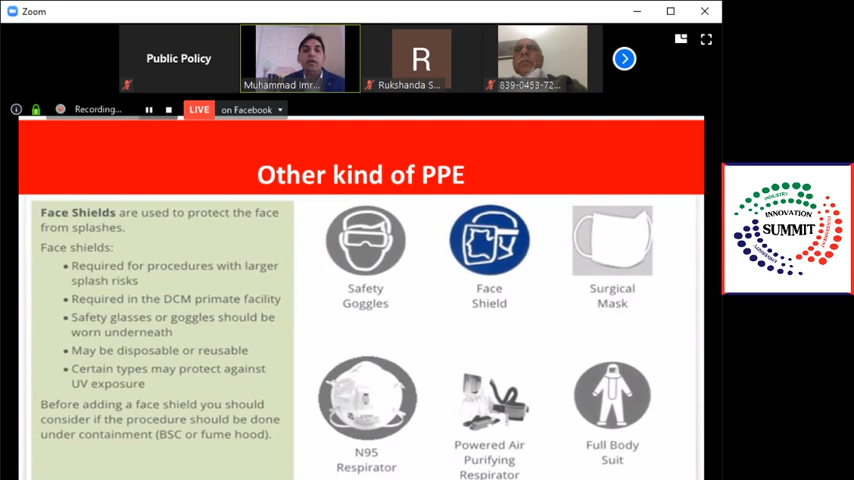 Zoom
Public Policy
R
Muhammad Imr...
Rukshanda S...
839-0453-72...
Recording...
LIVE
on Facebook
Other kind of PPE
Face Shields are used to protect the face
from splashes.
Face shields:
• Required for procedures with larger
splash risks
• Required in the DCM primate facility
• Safety glasses or goggles should be
worn underneath
• May be disposable or reusable
• Certain types may protect against
UV exposure
Before adding a face shield you should
consider if the procedure should be done
under containment (BSC or fume hood).
Safety
Goggles
Face
Shield
Surgical
Mask
N95
Respirator
Powered Air
Purifying
Respirator
Full Body
Suit
INDUSTRY
INNOVATION
SUMMIT
GOVERNMENT
UNIVERSITY